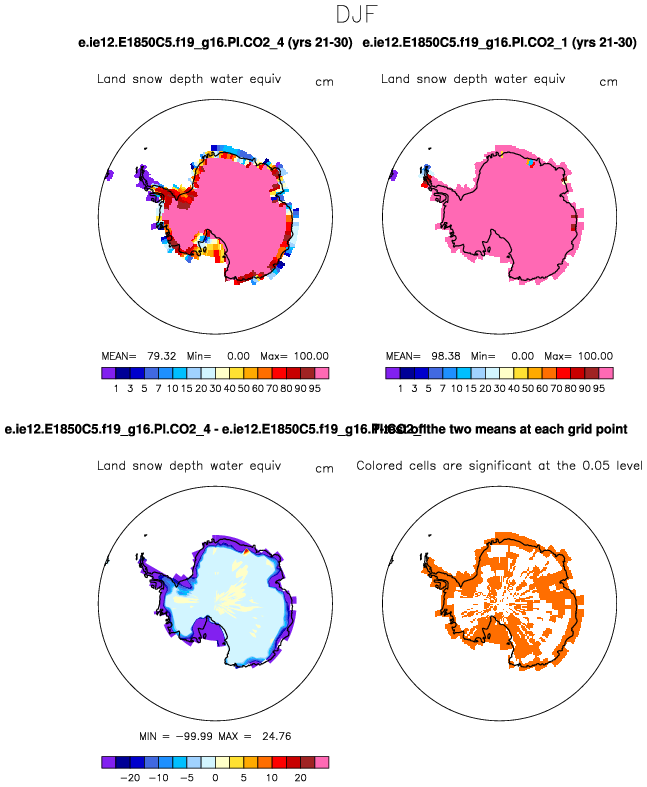 DJF
e.ie12.E1850C5.f19_g16.PI.CO2_4 (yrs 21-30) e.ie12.E1850C5.f19_g16.PI.CO2_1 (yrs 21-30)
Land snow depth water equiv cm Land snow depth water equiv cm
MEAN= 79.32 Min= 0.00 Max= 100.00 MEAN= 98.38 Min= 0.00 Max= 100.00
1 3 5 7 10 15 20 30 40 50 60 70 80 90 95 1 3 5 7 10 15 20 30 40 50 60 70 80 90 95
e.ie12.E1850C5.f19_g16.PI.CO2_4 - e.ie12.E1850C5.f19_g16.PI.CO2_1 the two means at each grid point
Land snow depth water equiv cm Colored cells are significant at the 0.05 level
MIN = -99.99 MAX = 24.76
-20 -10 -5 0 5 10 20